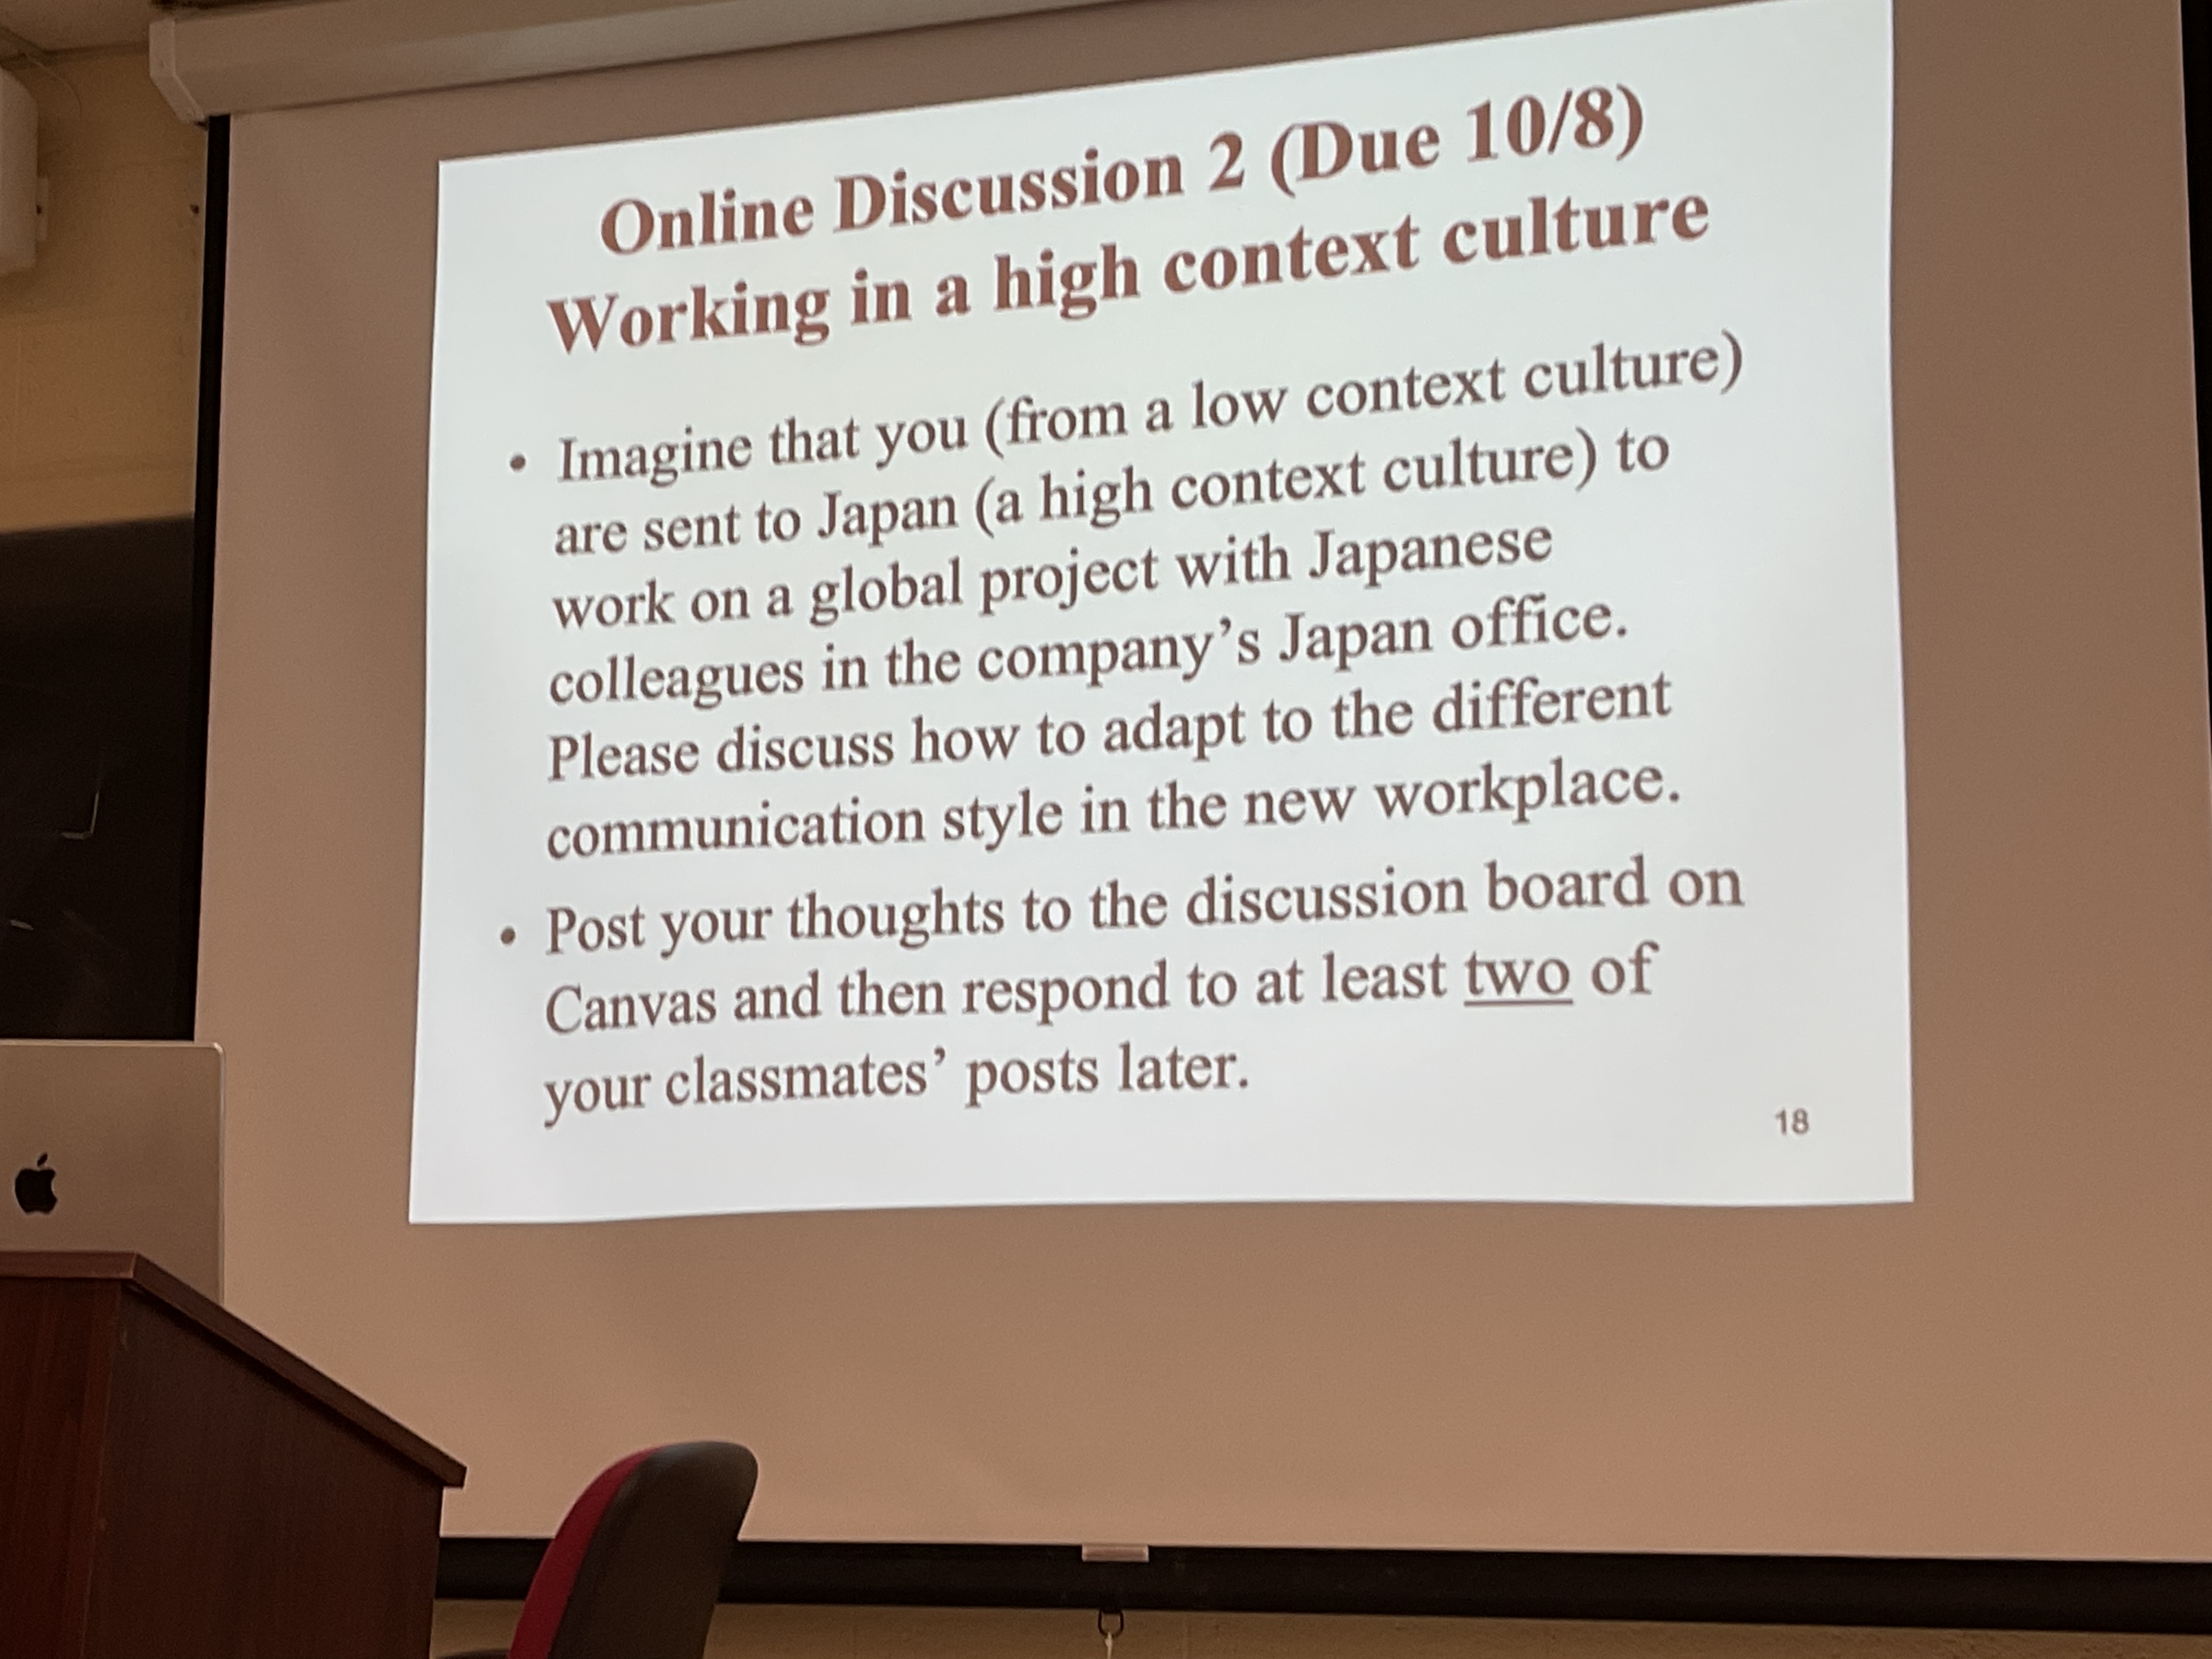 Online Discussion 2 (Due 10/8)
Working in a high context culture
• Imagine that you (from a low context culture)
are sent to Japan (a high context culture) to
work on a global project with Japanese
colleagues in the company’s Japan office.
Please discuss how to adapt to the different
communication style in the new workplace.
• Post your thoughts to the discussion board on
Canvas and then respond to at least two of
your classmates’ posts later.
18